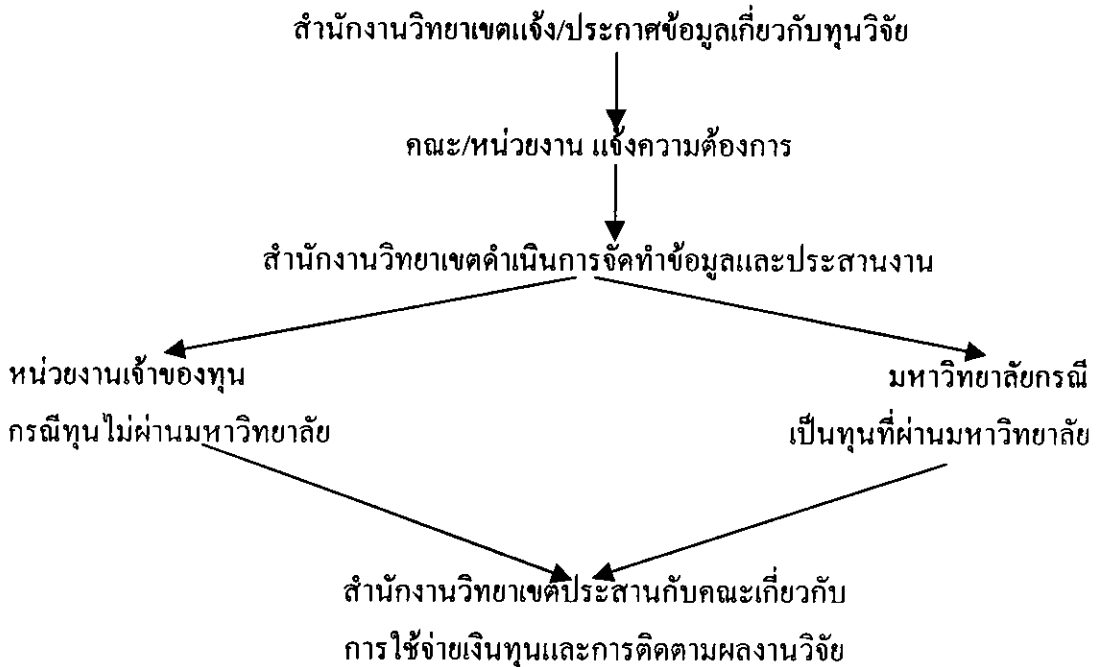 สำนักงานวิทยาเขตแจ้ง/ประกาศข้อมูลเกี่ยวกับทุนวิจัย
คณะ/หน่วยงาน แจ้งความต้องการ
สำนักงานวิทยาเขตดำเนินการจัดทำข้อมูลและประสานงาน
หน่วยงานเจ้าของทุน
กรณีทุนไม่ผ่านมหาวิทยาลัย
มหาวิทยาลัยกรณี
เป็นทุนที่ผ่านมหาวิทยาลัย
สำนักงานวิทยาเขตประสานกับคณะเกี่ยวกับ
การใช้จ่ายเงินทุนและการติดตามผลงานวิจัย